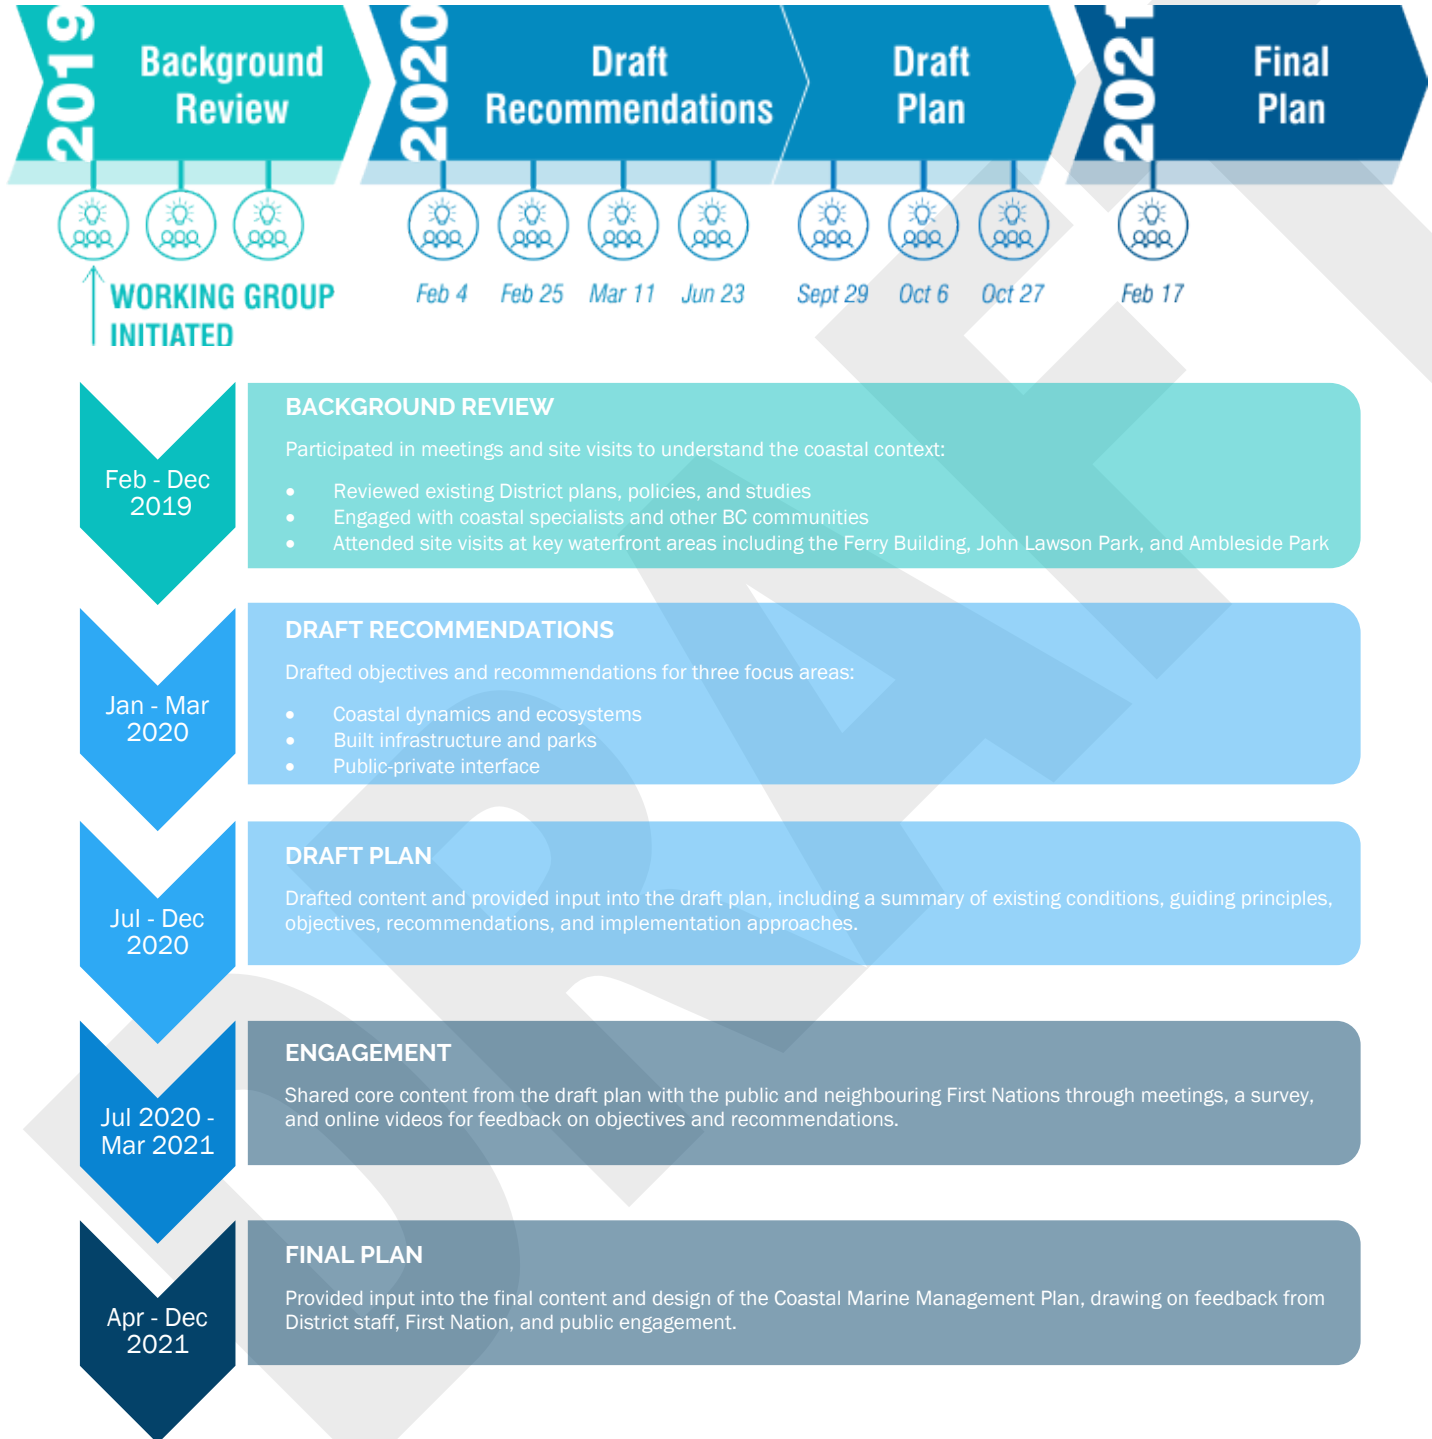 2019
Background
Review
2020
Draft
Recommendations
Draft
Plan
2021
Final
Plan
Feb 4
Feb 25
Mar 11
Jun 23
Sept 29
Oct 6
Oct 27
Feb 17
WORKING GROUP
INITIATED
Feb - Dec
2019
BACKGROUND REVIEW
Participated in meetings and site visits to understand the coastal context:
• Reviewed existing District plans, policies, and studies
• Engaged with coastal specialists and other BC communities
• Attended site visits at key waterfront areas including the Ferry Building, John Lawson Park, and Ambleside Park
Jan - Mar
2020
DRAFT RECOMMENDATIONS
Drafted objectives and recommendations for three focus areas:
• Coastal dynamics and ecosystems
• Built infrastructure and parks
• Public-private interface
Jul - Dec
2020
DRAFT PLAN
Drafted content and provided input into the draft plan, including a summary of existing conditions, guiding principles,
objectives, recommendations, and implementation approaches.
Jul 2020 -
Mar 2021
ENGAGEMENT
Shared core content from the draft plan with the public and neighbouring First Nations through meetings, a survey,
and online videos for feedback on objectives and recommendations.
Apr - Dec
2021
FINAL PLAN
Provided input into the final content and design of the Coastal Marine Management Plan, drawing on feedback from
District staff, First Nation, and public engagement.
DRAFT